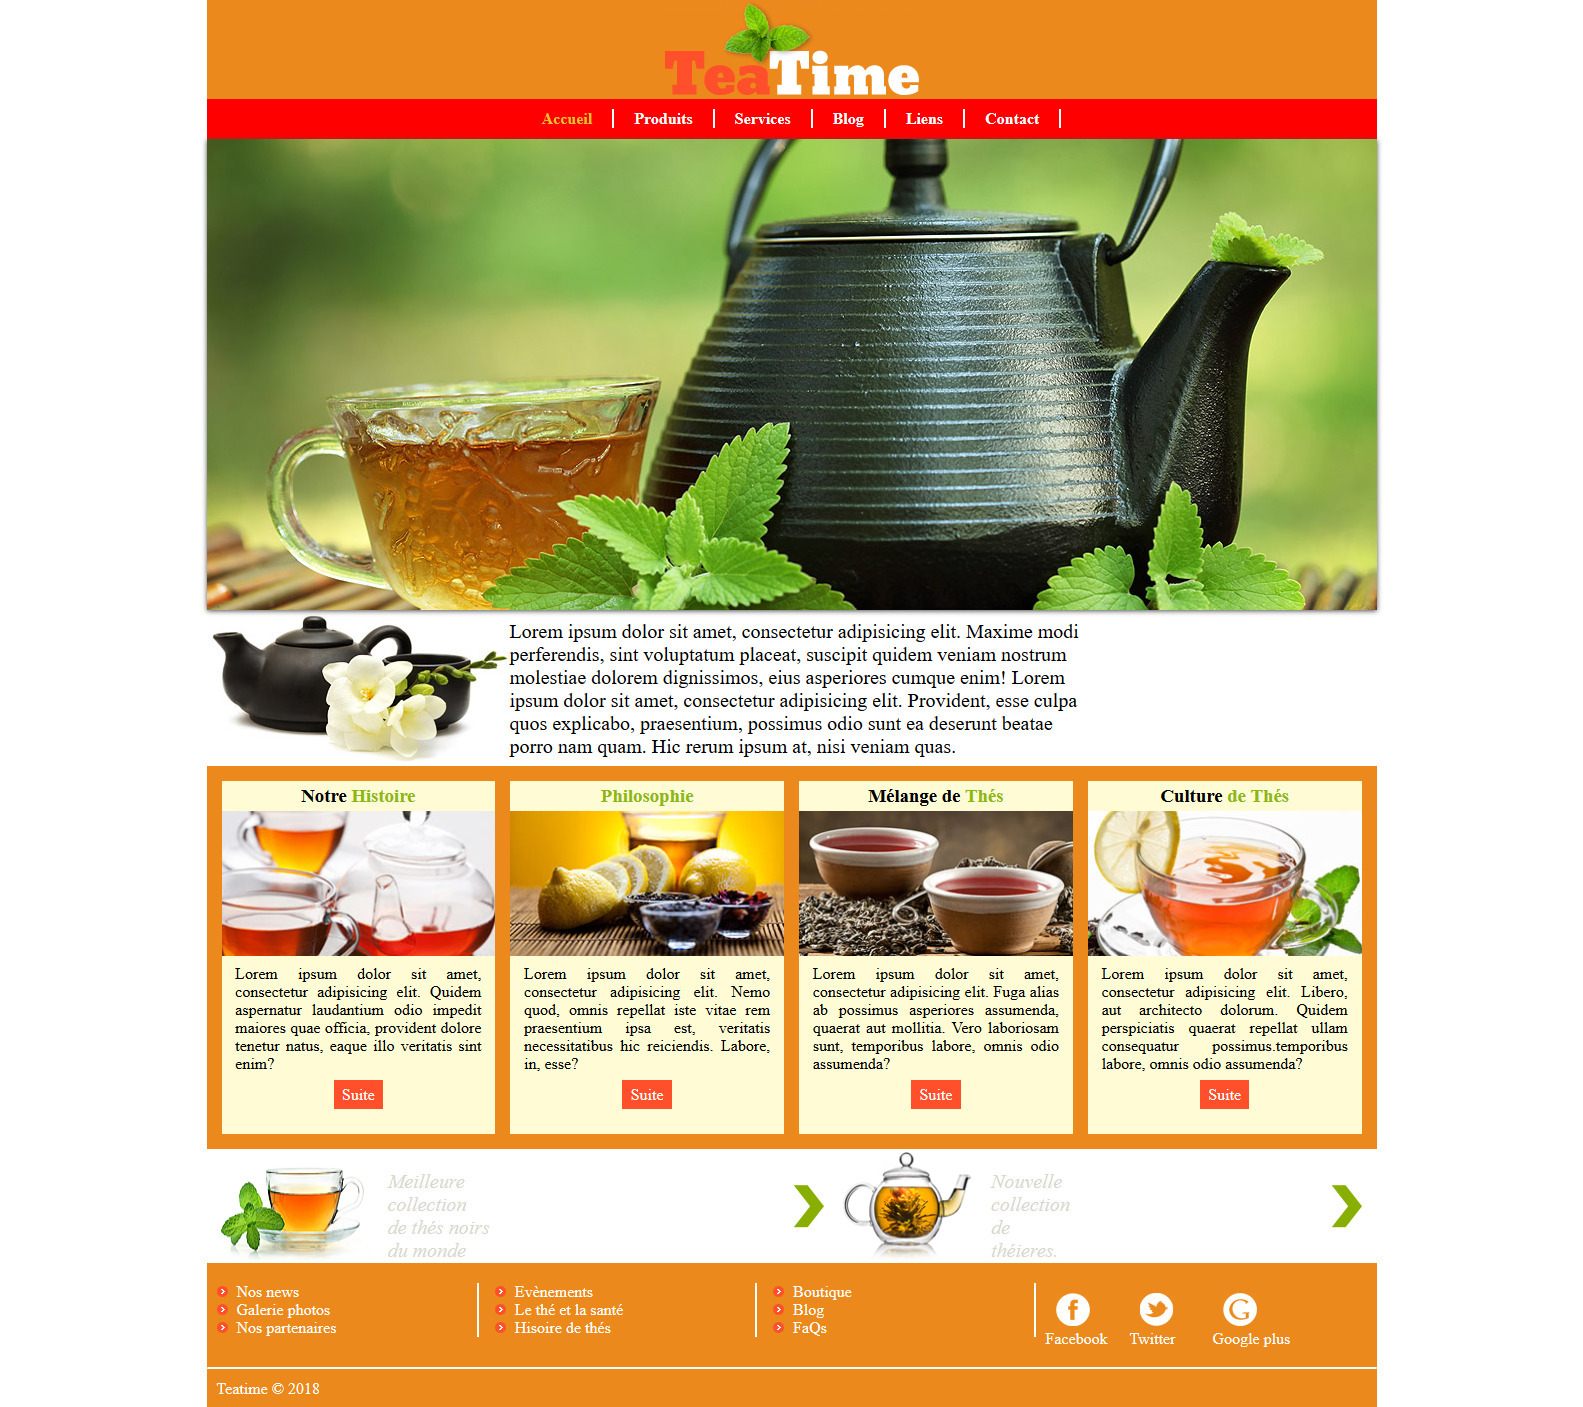 TeaTime
Accueil Produits Services Blog Liens Contact
Lorem ipsum dolor sit amet, consectetur adipisicing elit. Maxime modi
perferendis, sint voluptatum placeat, suscipit quidem veniam nostrum
molestiae dolorem dignissimos, eius asperiores cumque enim! Lorem
ipsum dolor sit amet, consectetur adipisicing elit. Provident, esse culpa
quos explicabo, praesentium, possimus odio sunt ea deserunt beatae
porro nam quam. Hic rerum ipsum at, nisi veniam quas.
Notre Histoire
Lorem ipsum dolor sit amet,
consectetur adipisicing elit. Quidem
aspernatur laudantium odio impedit
maiores quae officia, provident dolore
tenetur natus, eaque illo veritatis sint
enim?
Suite
Philosophie
Lorem ipsum dolor sit amet,
consectetur adipisicing elit. Nemo
quod, omnis repellat iste vitae rem
praesentium ipsa est, veritatis
necessitatibus hic reiciendis. Labore,
in, esse?
Suite
Mélange de Thés
Lorem ipsum dolor sit amet,
consectetur adipisicing elit. Fuga alias
ab possimus asperiores assumenda,
quaerat aut mollitia. Vero laboriosam
sunt, temporibus labore, omnis odio
assumenda?
Suite
Culture de Thés
Lorem ipsum dolor sit amet,
consectetur adipisicing elit. Libero,
aut architecto dolorum. Quidem
perspiciatis quaerat repellat ullam
consequatur possimus.temporibus
labore, omnis odio assumenda?
Suite
Meilleure
collection
de thés noirs
du monde
Nouvelle
collection
de
théieres.
Nos news
Galerie photos
Nos partenaires
Evènements
Le thé et la santé
Hisoire de thés
Boutique
Blog
FaQs
Facebook
Twitter
Google plus
Teatime © 2018